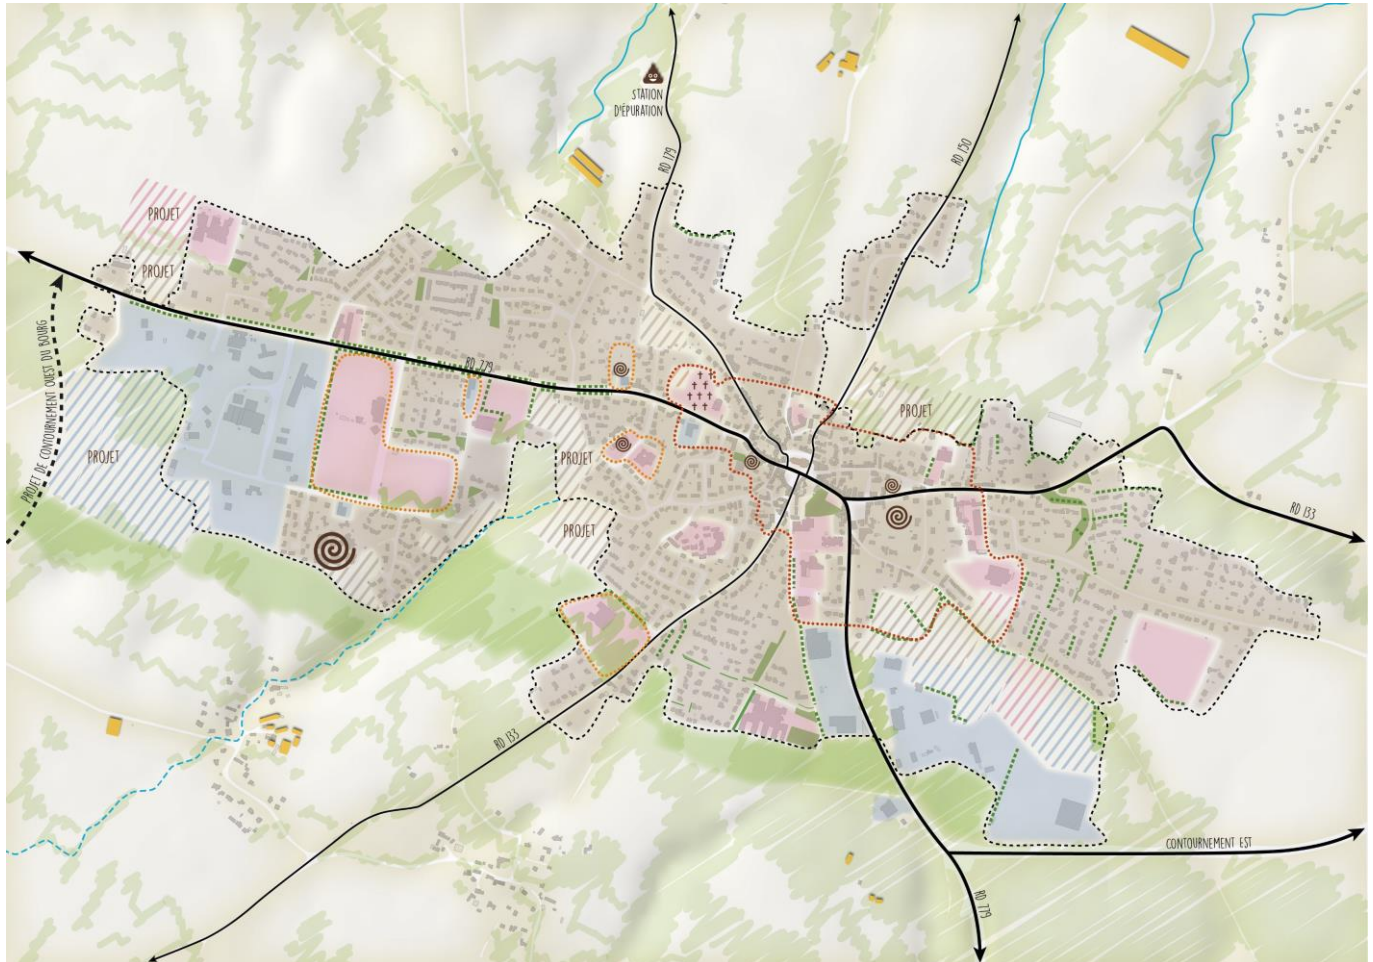 STATION
D'ÉPURATION
RD 179
RD 150
PROJET
PROJET
PROJET DE CONTOURNEMENT OUEST DU BOURG
RD 779
PROJET
PROJET
PROJET
PROJET
RD 133
RD 133
CONTOURNEMENT EST
RD 779